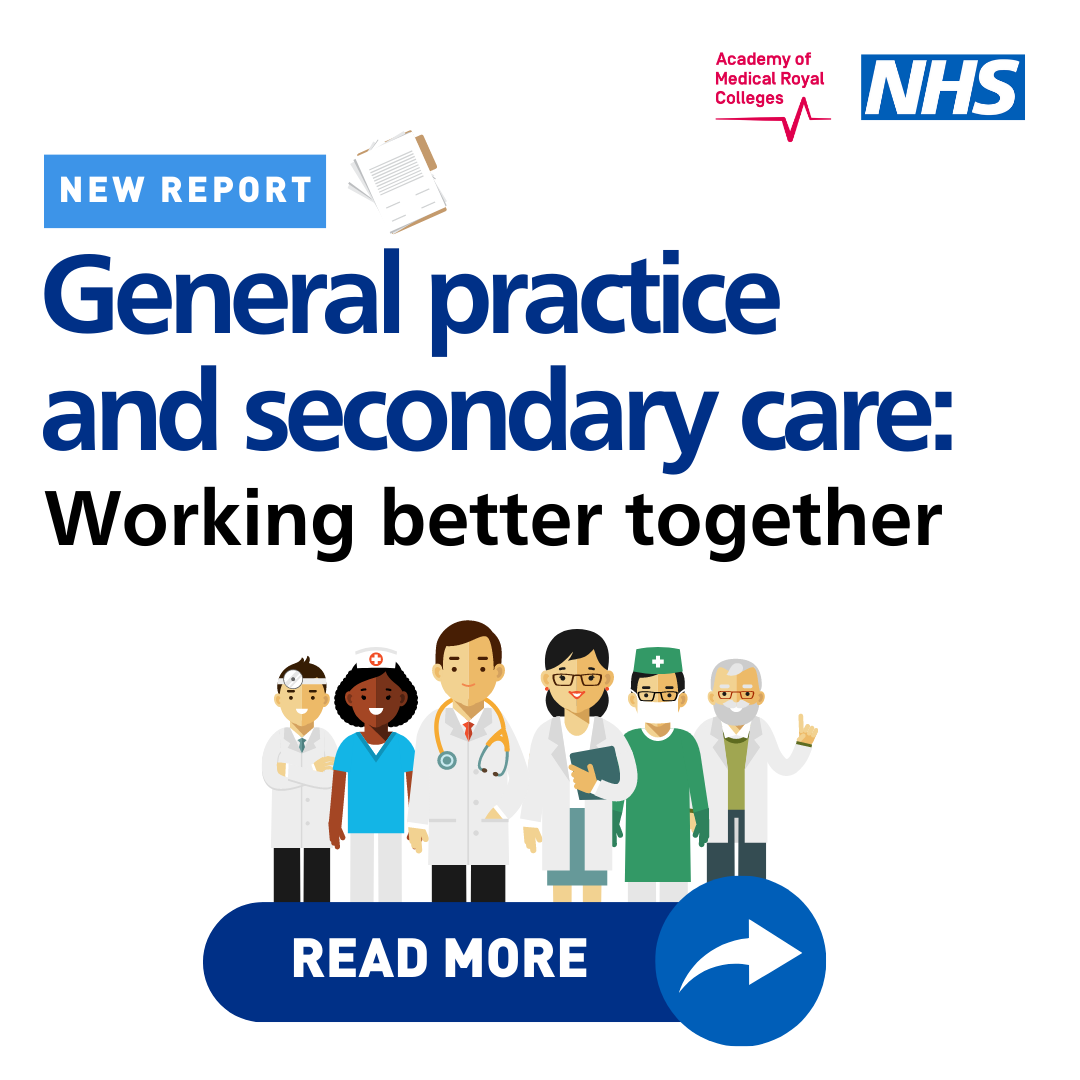 Academy of
Medical Royal
Colleges
NHS
NEW REPORT
General practice
and secondary care:
Working better together
READ MORE